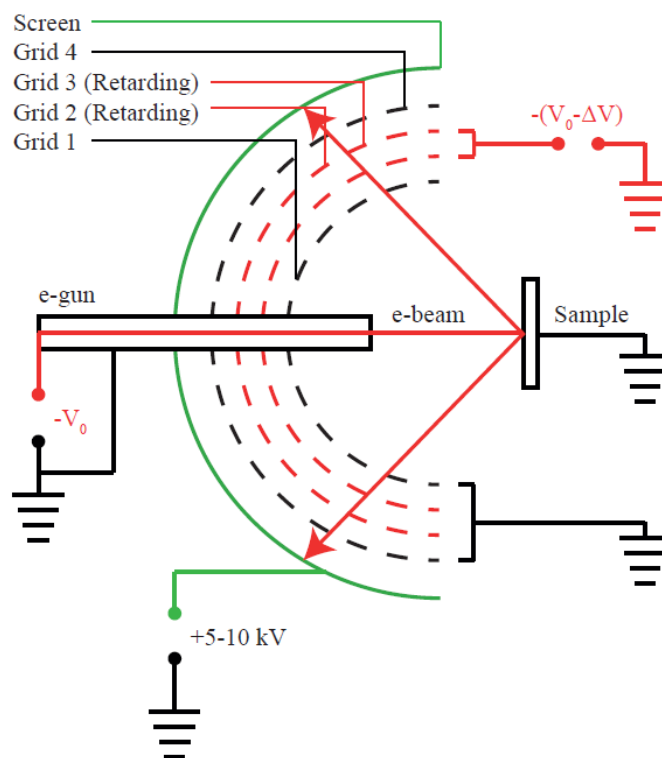 Screen
Grid 4
Grid 3 (Retarding)
Grid 2 (Retarding)
Grid 1
-(V₀-ΔV)
e-gun
e-beam
Sample
-V₀
+5-10 kV